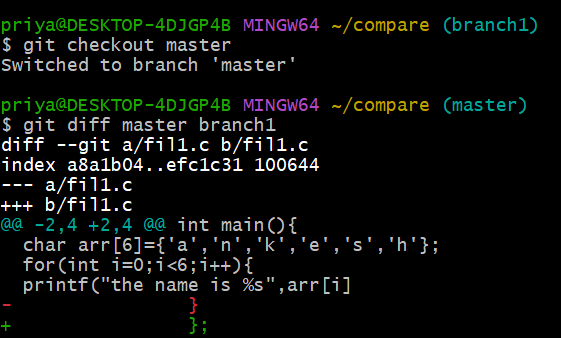 priya@DESKTOP-4DJGP4B MINGW64 ~/compare (branch1)
$ git checkout master
Switched to branch 'master'
priya@DESKTOP-4DJGP4B MINGW64 ~/compare (master)
$ git diff master branch1
diff --git a/fil1.c b/fil1.c
index a8a1b04..efc1c31 100644
--- a/fil1.c
+++ b/fil1.c
@@ -2,4 +2,4 @@ int main(){
  char arr[6]={'a','n','k','e','s','h'};
  for(int i=0;i<6;i++){
  printf("the name is %s",arr[i]
-                }
+                };